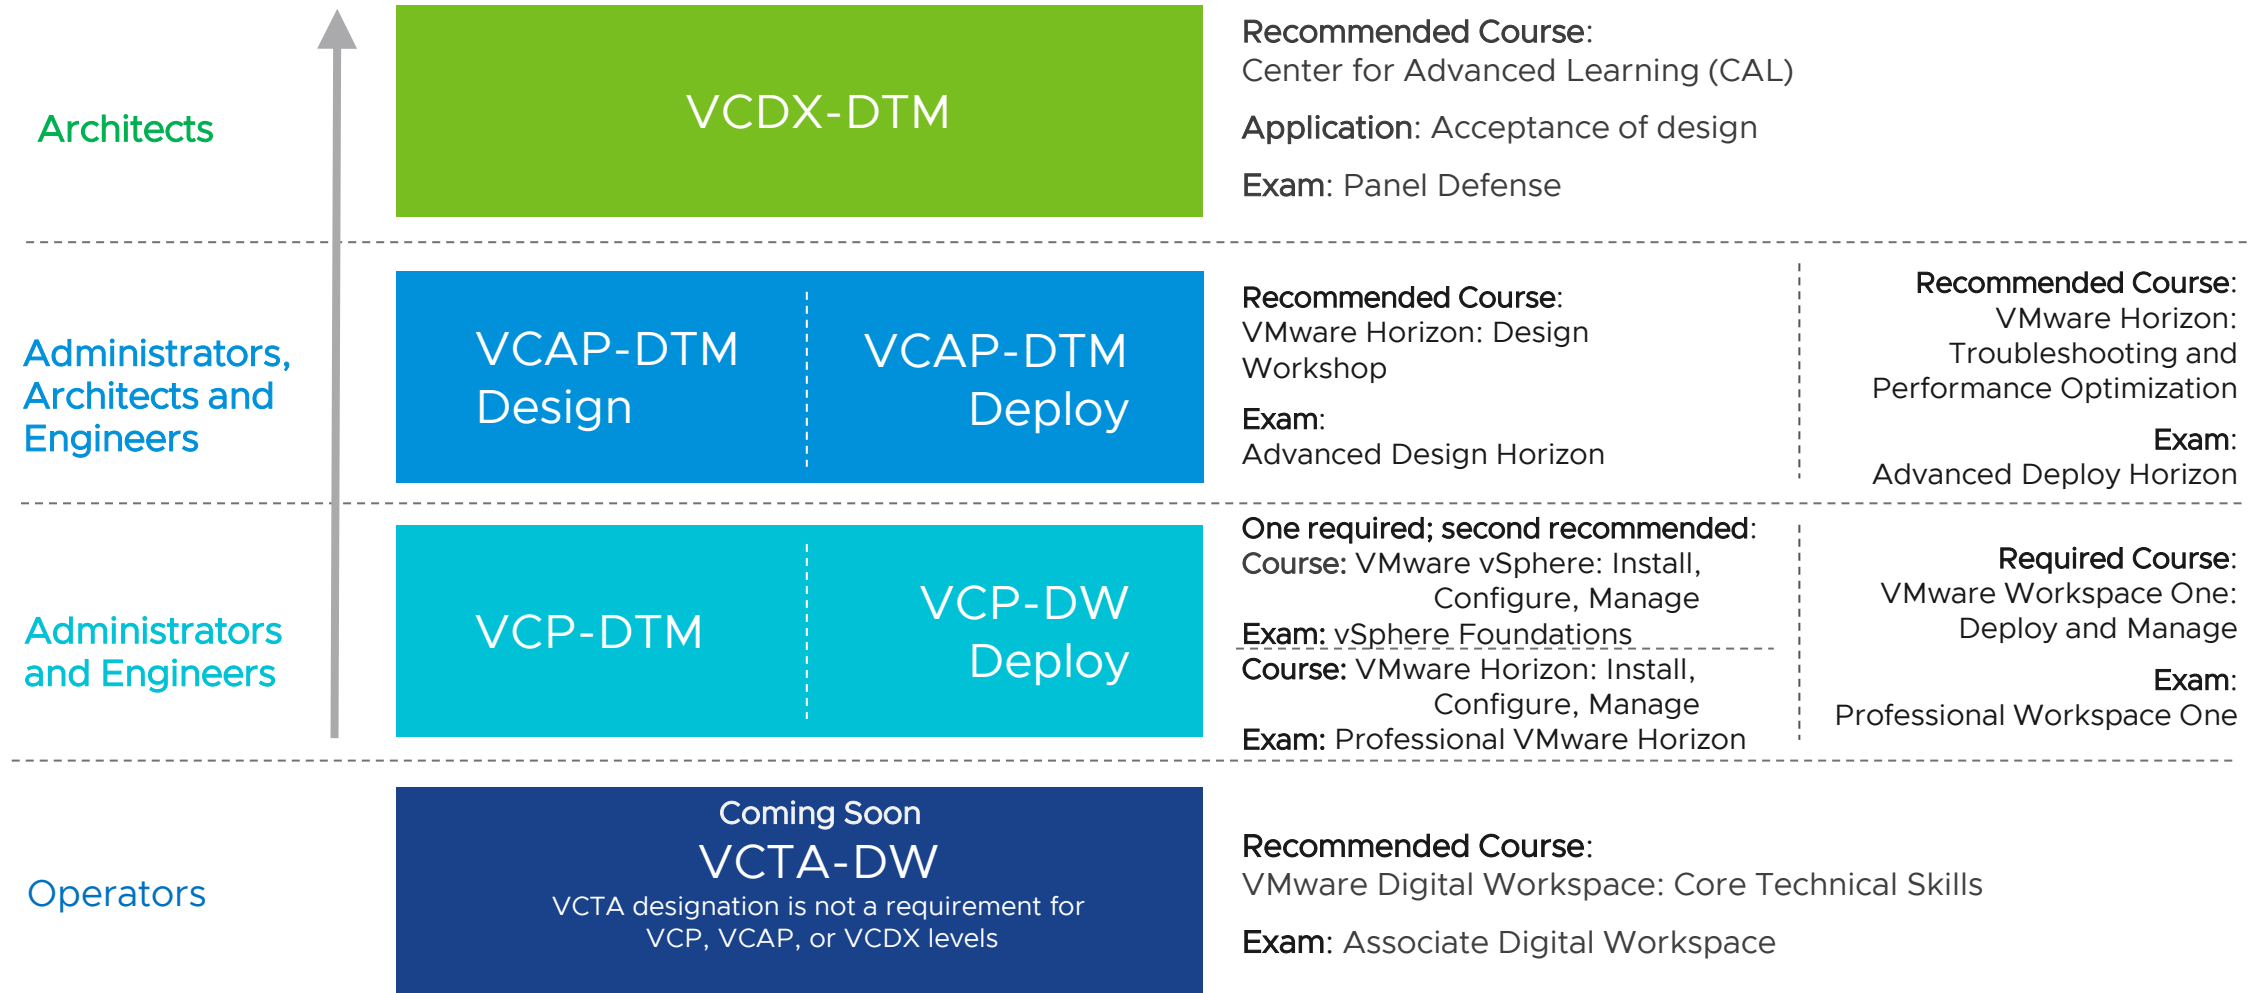 Architects
VCDX-DTM
Recommended Course:
Center for Advanced Learning (CAL)
Application: Acceptance of design
Exam: Panel Defense
Administrators,
Architects and
Engineers
VCAP-DTM
Design
VCAP-DTM
Deploy
Recommended Course:
VMware Horizon: Design
Workshop
Exam:
Advanced Design Horizon
Recommended Course:
VMware Horizon:
Troubleshooting and
Performance Optimization
Exam:
Advanced Deploy Horizon
Administrators
and Engineers
VCP-DTM
VCP-DW
Deploy
One required; second recommended:
Course: VMware vSphere: Install,
Configure, Manage
Exam: vSphere Foundations
Course: VMware Horizon: Install,
Configure, Manage
Exam: Professional VMware Horizon
Required Course:
VMware Workspace One:
Deploy and Manage
Exam:
Professional Workspace One
Operators
Coming Soon
VCTA-DW
VCTA designation is not a requirement for
VCP, VCAP, or VCDX levels
Recommended Course:
VMware Digital Workspace: Core Technical Skills
Exam: Associate Digital Workspace